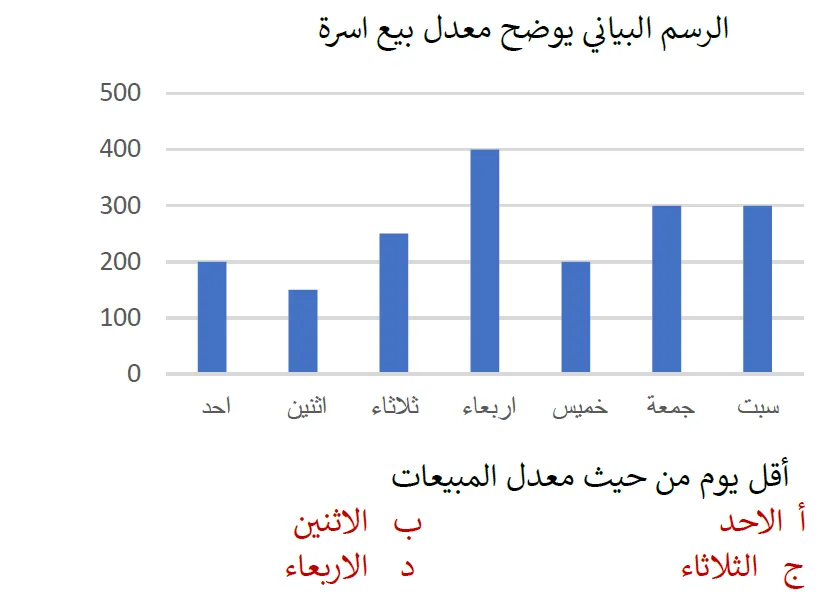 الرسم البياني يوضح معدل بيع اسرة
500
400
300
200
100
0
احد اثنين ثلاثاء اربعاء خميس جمعة سبت
أقل يوم من حيث معدل المبيعات
أ الاحد ب الاثنين
ج الثلاثاء د الاربعاء